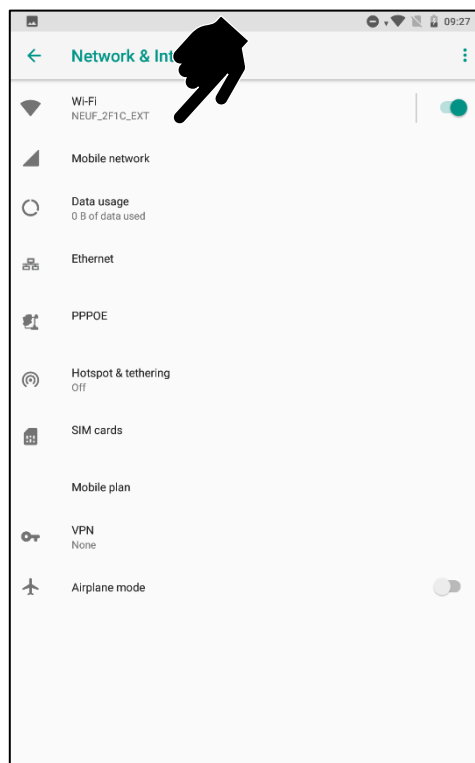 09:27
Network & Int
Wi-Fi
NEUF_2F1C_EXT
Mobile network
Data usage
0 B of data used
Ethernet
PPPOE
Hotspot & tethering
Off
SIM cards
Mobile plan
VPN
None
Airplane mode